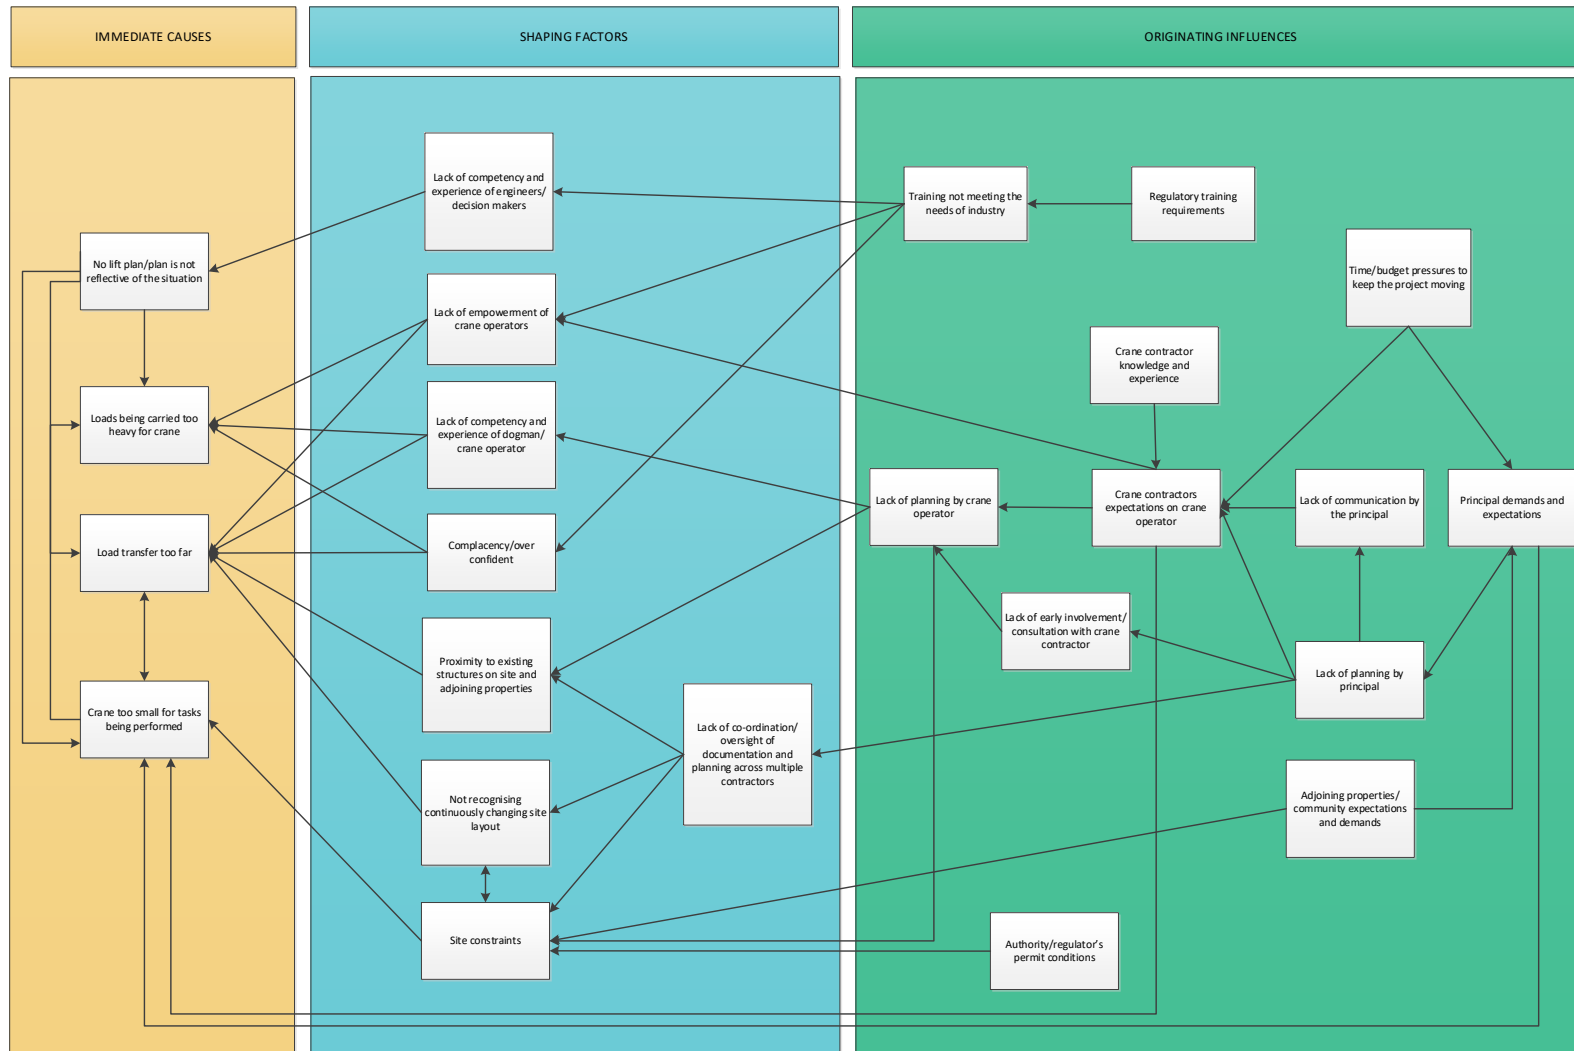 IMMEDIATE CAUSES
SHAPING FACTORS
ORIGINATING INFLUENCES
No lift plan/plan is not
reflective of the situation
Loads being carried too
heavy for crane
Load transfer too far
Crane too small for tasks
being performed
Lack of competency and
experience of engineers/
decision makers
Lack of empowerment of
crane operators
Lack of competency and
experience of dogman/
crane operator
Complacency/over
confident
Proximity to existing
structures on site and
adjoining properties
Lack of co-ordination/
oversight of
documentation and
planning across multiple
contractors
Not recognising
continuously changing site
layout
Site constraints
Training not meeting the
needs of industry
Regulatory training
requirements
Time/budget pressures to
keep the project moving
Crane contractor
knowledge and
experience
Lack of planning by crane
operator
Crane contractors
expectations on crane
operator
Lack of communication by
the principal
Principal demands and
expectations
Lack of early involvement/
consultation with crane
contractor
Lack of planning by
principal
Adjoining properties/
community expectations
and demands
Authority/regulator's
permit conditions